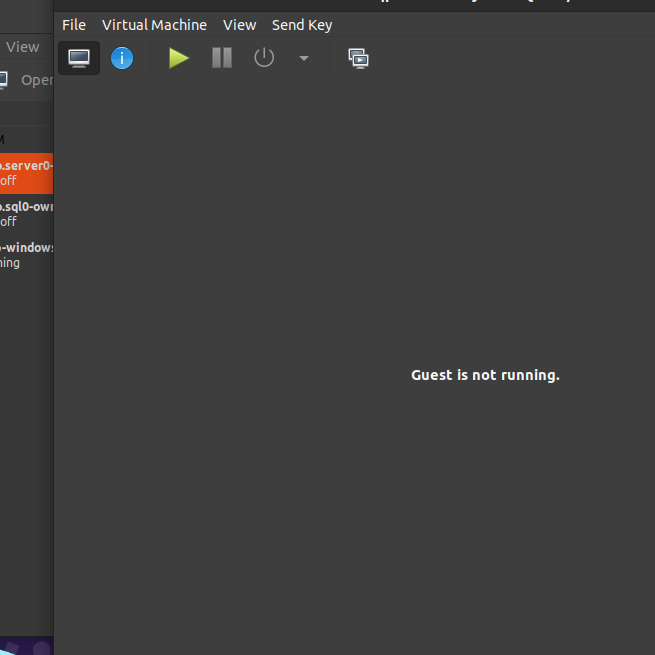 File Virtual Machine View Send Key
View
Open
.server0-
off
.sql0-own
off
-windows
ning
Guest is not running.